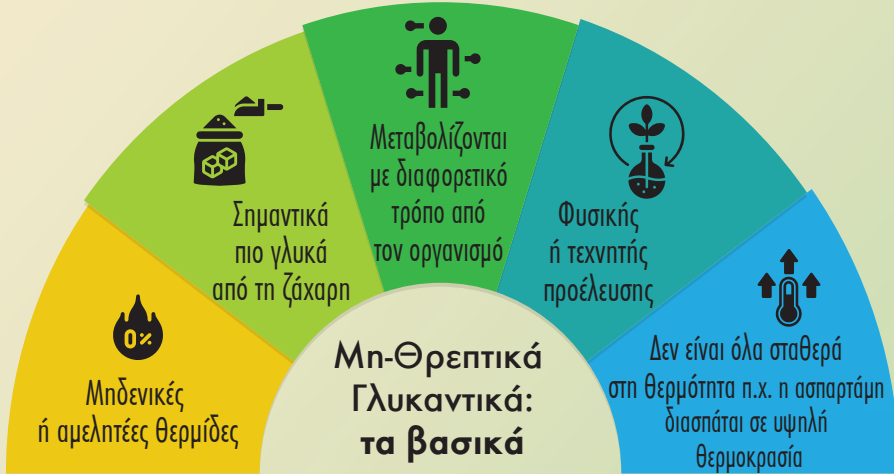 Μηδενικές
ή αμελητέες θερμίδες
0%
Σημαντικά
πιο γλυκά
από τη ζάχαρη
Μεταβολίζονται
με διαφορετικό
τρόπο από
τον οργανισμό
Φυσικής
ή τεχνητής
προέλευσης
Δεν είναι όλα σταθερά
στη θερμότητα π.χ. η ασπαρτάμη
διασπάται σε υψηλή
θερμοκρασία
Μη-Θρεπτικά
Γλυκαντικά:
τα βασικά